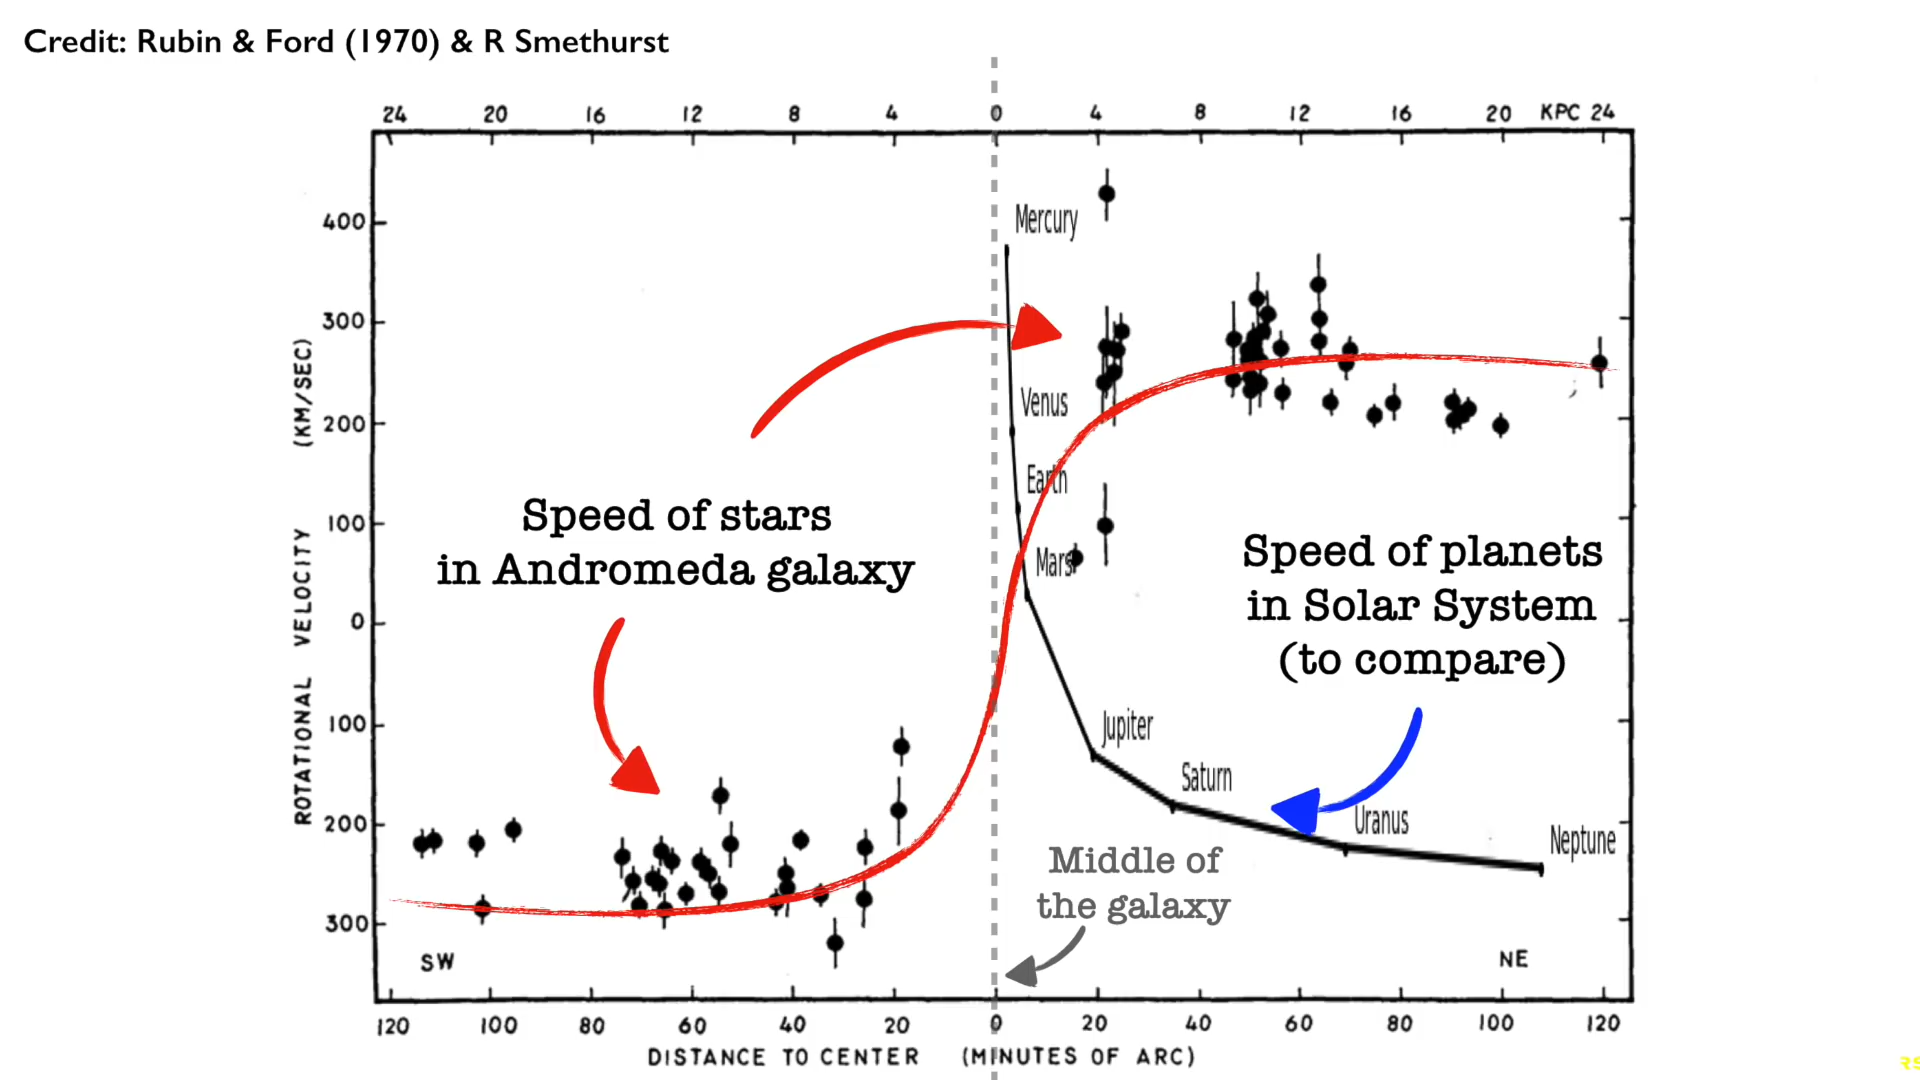 Credit: Rubin & Ford (1970) & R Smethurst
24 20 16 12 8 4 0 4 8 12 16 20 KPC 24
400
300
200
100
0
100
200
300
ROTATIONAL VELOCITY (KM/SEC)
Mercury
Venus
Earth
Mars
Jupiter
Saturn
Uranus
Neptune
Speed of stars
in Andromeda galaxy
Speed of planets
in Solar System
(to compare)
Middle of
the galaxy
SW
NE
120 100 80 60 40 20 0 20 40 60 80 100 120
DISTANCE TO CENTER (MINUTES OF ARC)